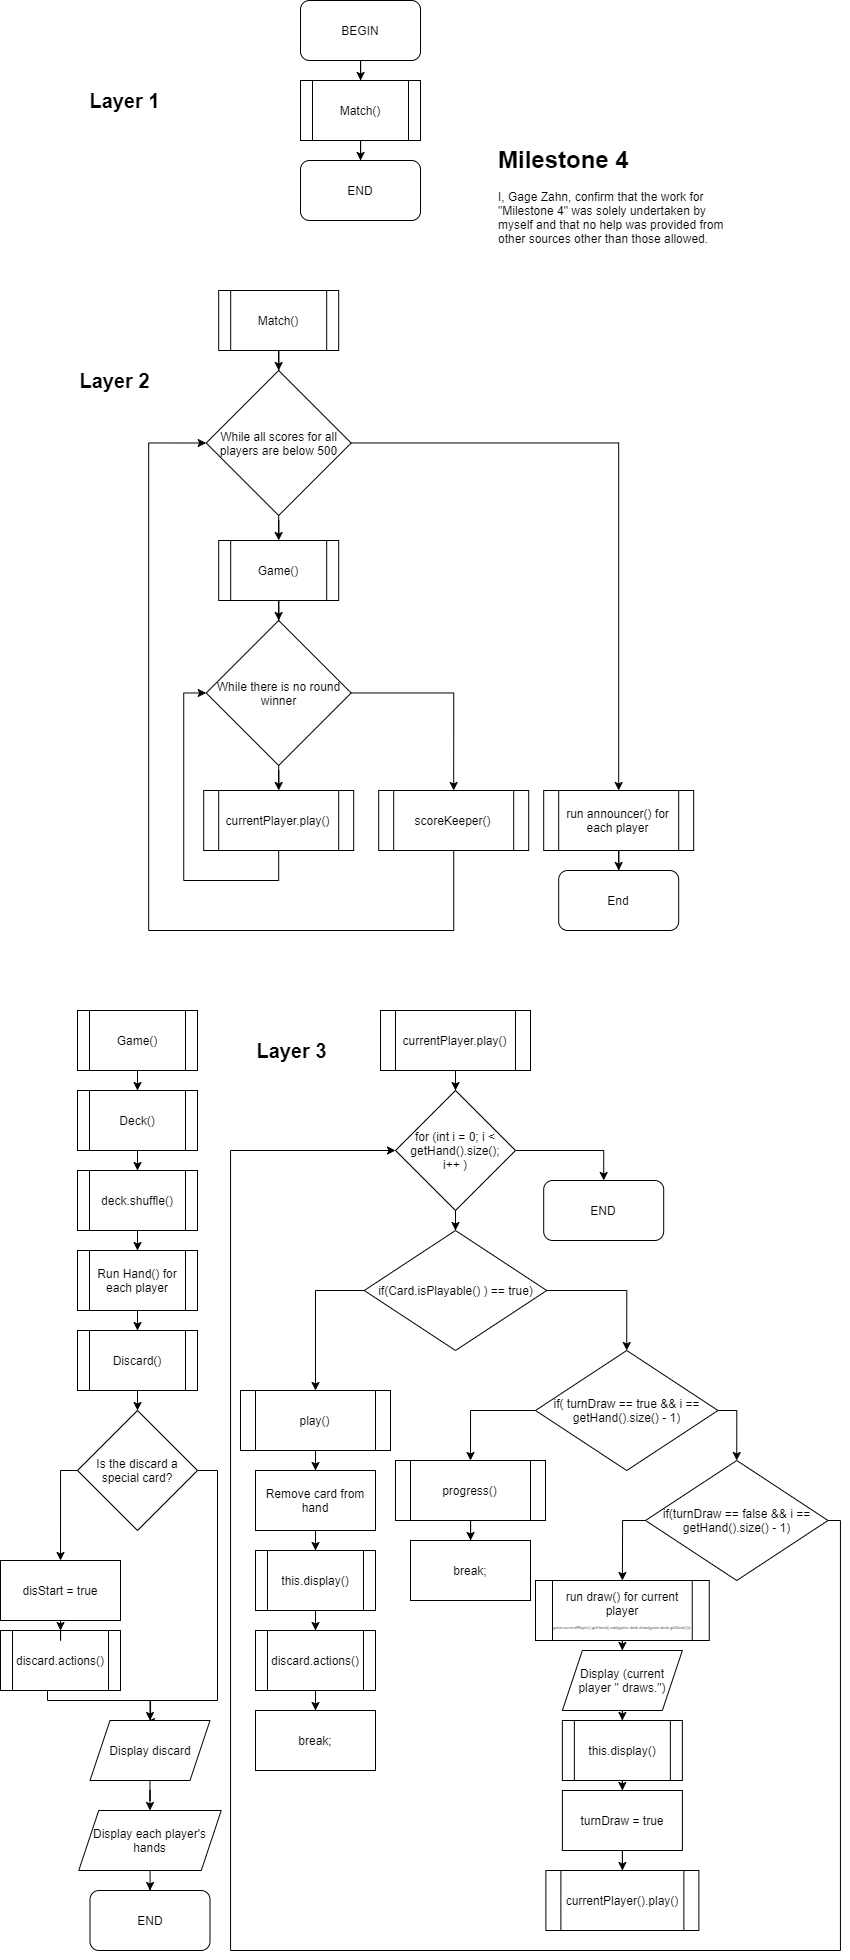 BEGIN
Layer 1
Match()
END
Milestone 4
I, Gage Zahn, confirm that the work for
"Milestone 4" was solely undertaken by
myself and that no help was provided from
other sources other than those allowed.
Match()
Layer 2
While all scores for all
players are below 500
Game()
While there is no round
winner
currentPlayer.play()
scoreKeeper()
run announcer() for
each player
End
Layer 3
Game()
Deck()
deck.shuffle()
Run Hand() for
each player
Discard()
Is the discard a
special card?
disStart = true
discard.actions()
Display discard
Display each player's
hands
END
currentPlayer.play()
for (int i = 0; i <
getHand().size();
i++ )
END
if(Card.isPlayable() ) == true)
play()
Remove card from
hand
this.display()
discard.actions()
break;
if( turnDraw == true && i ==
getHand().size() - 1)
progress()
break;
if(turnDraw == false && i ==
getHand().size() - 1)
run draw() for current
player
Display (current
player " draws.")
this.display()
turnDraw = true
currentPlayer().play()